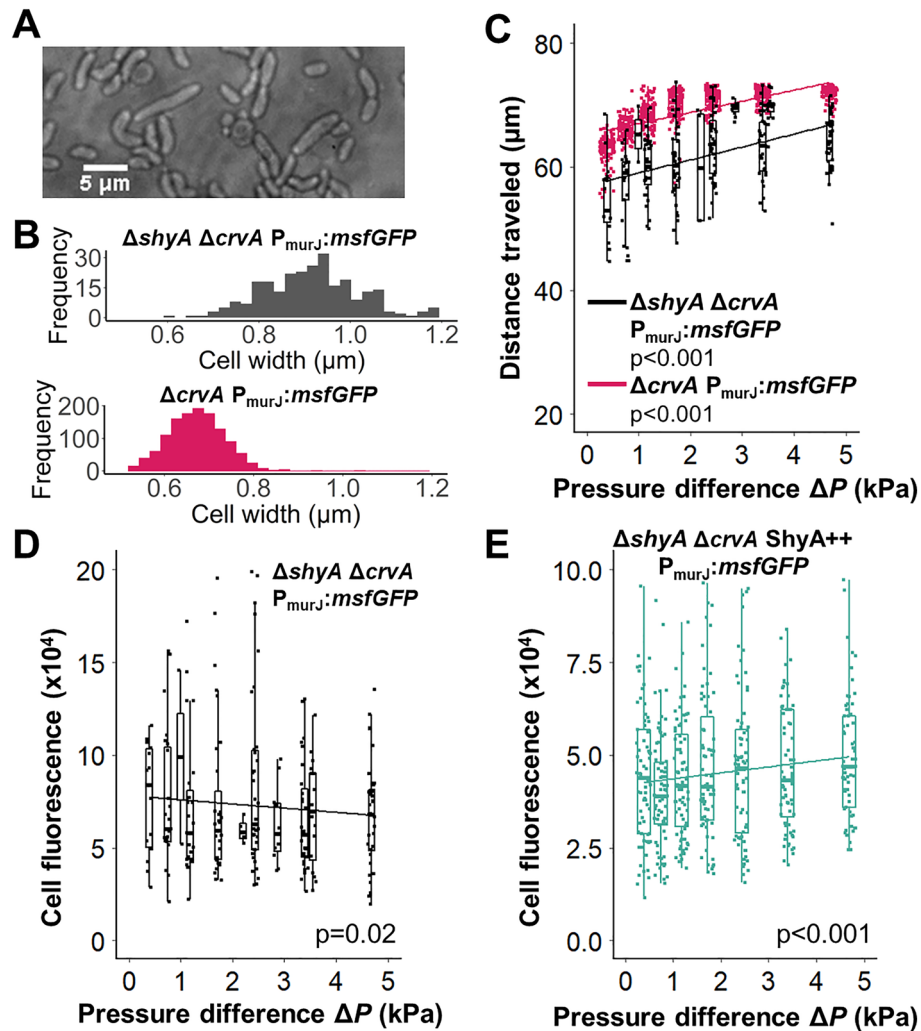 A
5 µm
B
ΔshyA ΔcrvA PmurJ:msfGFP
Frequency
30
15
0
0.6
0.8
1.0
1.2
Cell width (µm)
ΔcrvA PmurJ:msfGFP
Frequency
200
100
0
0.6
0.8
1.0
1.2
Cell width (µm)
C
Distance traveled (µm)
80
60
40
20
ΔshyA ΔcrvA
PmurJ:msfGFP
p<0.001
ΔcrvA PmurJ:msfGFP
p<0.001
0 1 2 3 4 5
Pressure difference ΔP (kPa)
D
ΔshyA ΔcrvA
PmurJ:msfGFP
Cell fluorescence (x10⁴)
20
15
10
5
0
p=0.02
0 1 2 3 4 5
Pressure difference ΔP (kPa)
E
ΔshyA ΔcrvA ShyA++
PmurJ:msfGFP
Cell fluorescence (x10⁴)
10.0
7.5
5.0
2.5
0.0
p<0.001
0 1 2 3 4 5
Pressure difference ΔP (kPa)